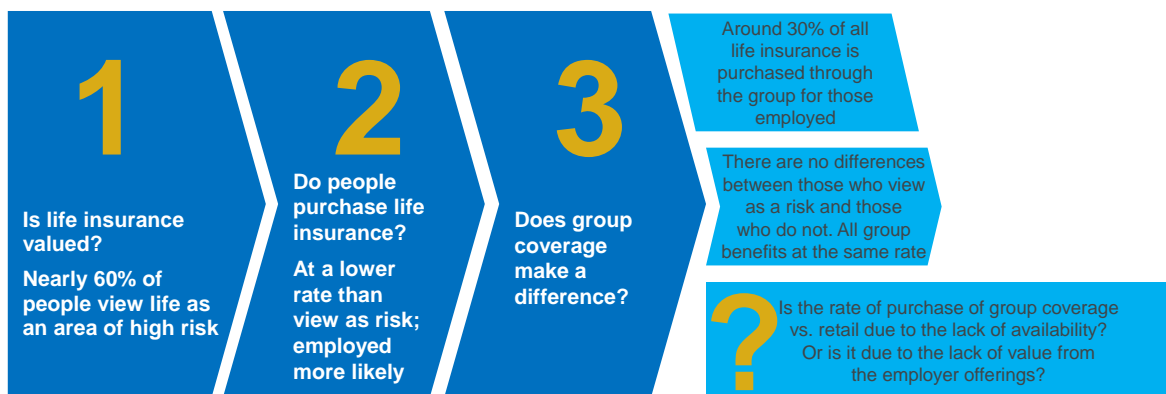 1
Is life insurance
valued?
Nearly 60% of
people view life as
an area of high risk
2
Do people
purchase life
insurance?
At a lower
rate than
view as risk;
employed
more likely
3
Does group
coverage
make a
difference?
Around 30% of all
life insurance is
purchased through
the group for those
employed
There are no differences
between those who view
as a risk and those
who do not. All group
benefits at the same rate
?
Is the rate of purchase of group coverage
vs. retail due to the lack of availability?
Or is it due to the lack of value from
the employer offerings?